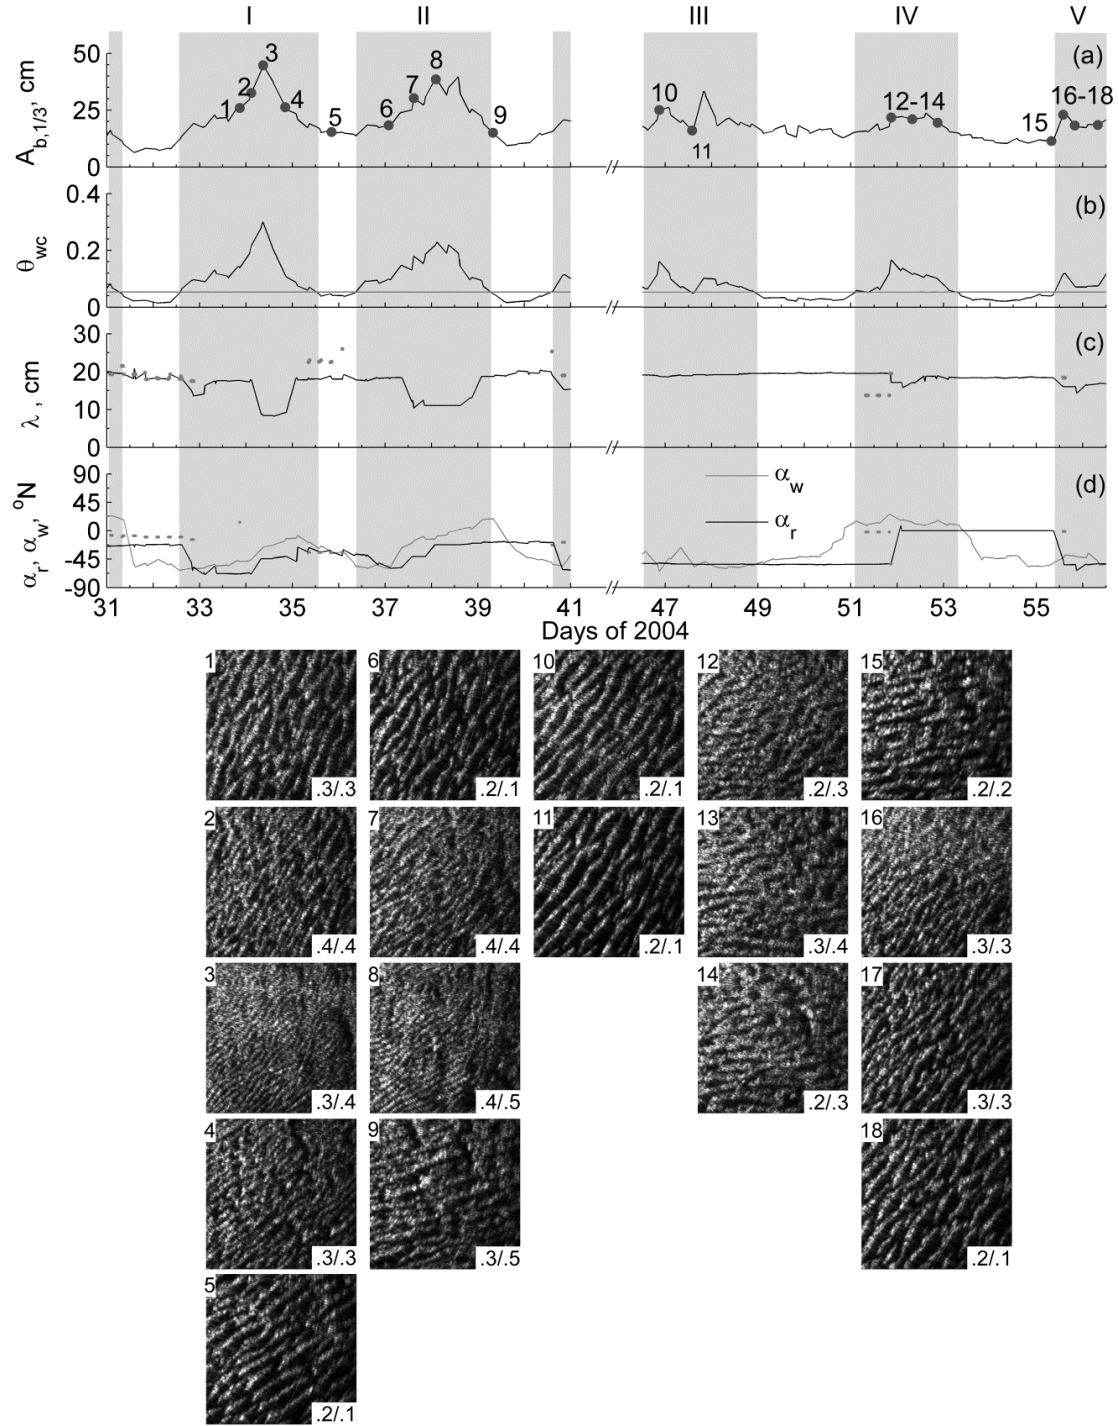 I II III IV V
(a)
A_b,1/3, cm
50
25
0
1 2 3 4 5 6 7 8 9 10 11 12-14 15 16-18
(b)
θ_wc
0.4
0.2
0
(c)
λ , cm
30
20
10
0
(d)
α_r, α_w, °N
90
45
0
-45
-90
α_w
α_r
31 33 35 37 39 41 47 49 51 53 55
Days of 2004
1 6 10 12 15
.3/.3 .2/.1 .2/.1 .2/.3 .2/.2
2 7 11 13 16
.4/.4 .4/.4 .2/.1 .3/.4 .3/.3
3 8 14 17
.3/.4 .4/.5 .2/.3 .3/.3
4 9 18
.3/.3 .3/.5 .2/.1
5
.2/.1